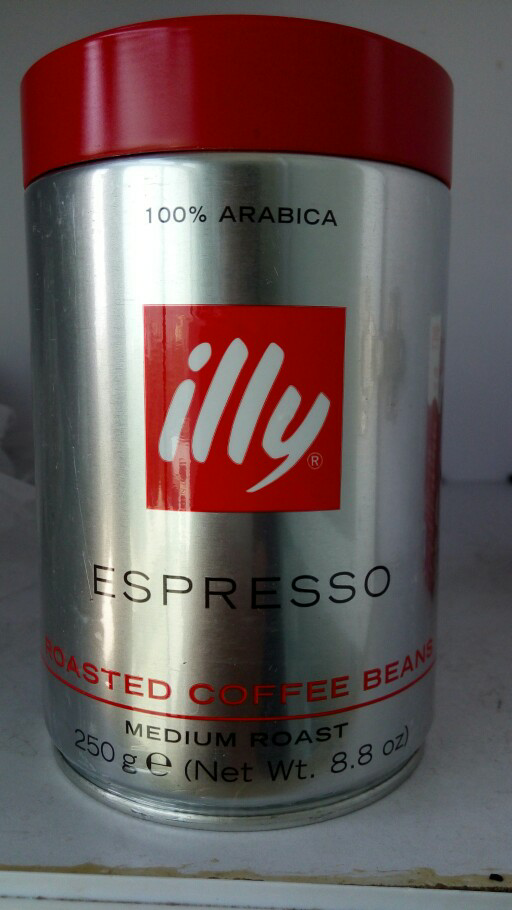 100% ARABICA
illy®
ESPRESSO
ROASTED COFFEE BEANS
MEDIUM ROAST
250 g ℮ (Net Wt. 8.8 oz)